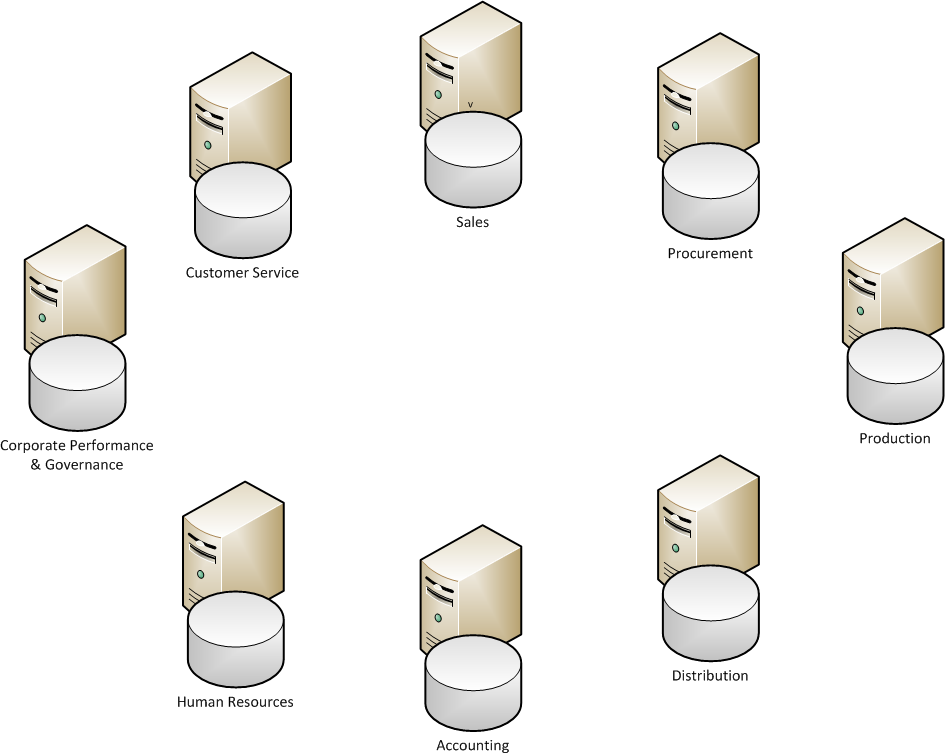 v
Sales
Procurement
Customer Service
Production
Corporate Performance
& Governance
Distribution
Human Resources
Accounting